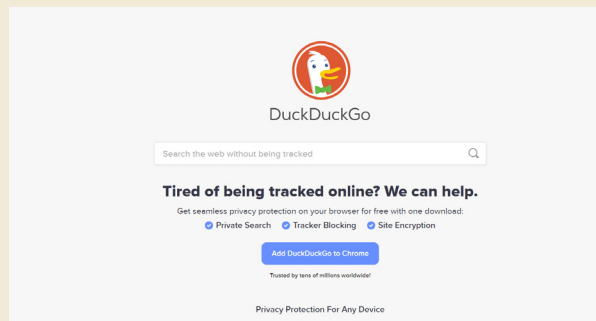 DuckDuckGo
Search the web without being tracked
Tired of being tracked online? We can help.
Get seamless privacy protection on your browser for free with one download:
Private Search Tracker Blocking Site Encryption
Add DuckDuckGo to Chrome
Trusted by tens of millions worldwide!
Privacy Protection For Any Device